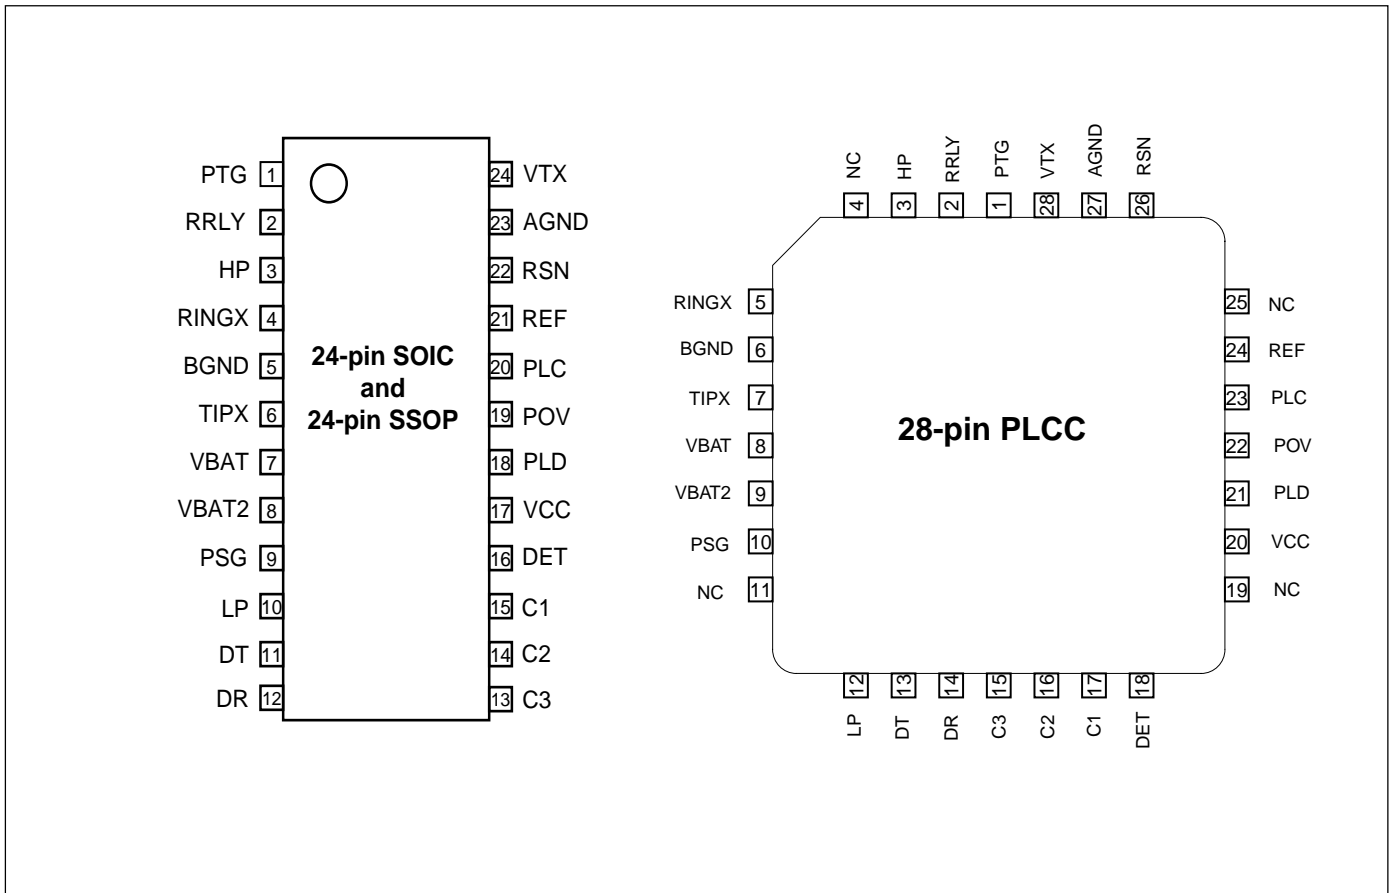 PTG 1
RRLY 2
HP 3
RINGX 4
BGND 5
TIPX 6
VBAT 7
VBAT2 8
PSG 9
LP 10
DT 11
DR 12
24-pin SOIC
and
24-pin SSOP
24 VTX
23 AGND
22 RSN
21 REF
20 PLC
19 POV
18 PLD
17 VCC
16 DET
15 C1
14 C2
13 C3
NC HP RRLY PTG VTX AGND RSN
4 3 2 1 28 27 26
RINGX 5
BGND 6
TIPX 7
VBAT 8
VBAT2 9
PSG 10
NC 11
28-pin PLCC
25 NC
24 REF
23 PLC
22 POV
21 PLD
20 VCC
19 NC
12 13 14 15 16 17 18
LP DT DR C3 C2 C1 DET